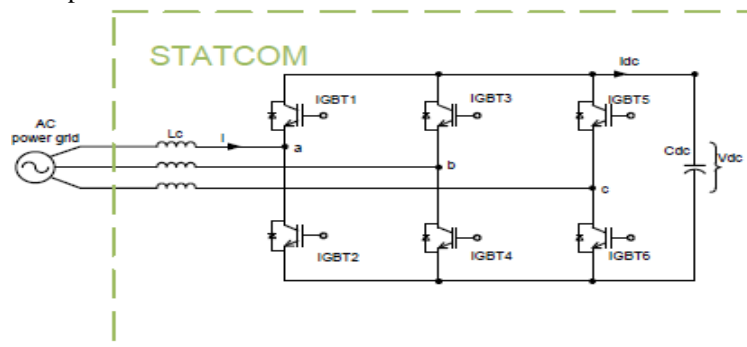 STATCOM
Idc
IGBT1
IGBT3
IGBT5
AC
power grid
Lc
I
a
Cdc
Vdc
b
c
IGBT2
IGBT4
IGBT6